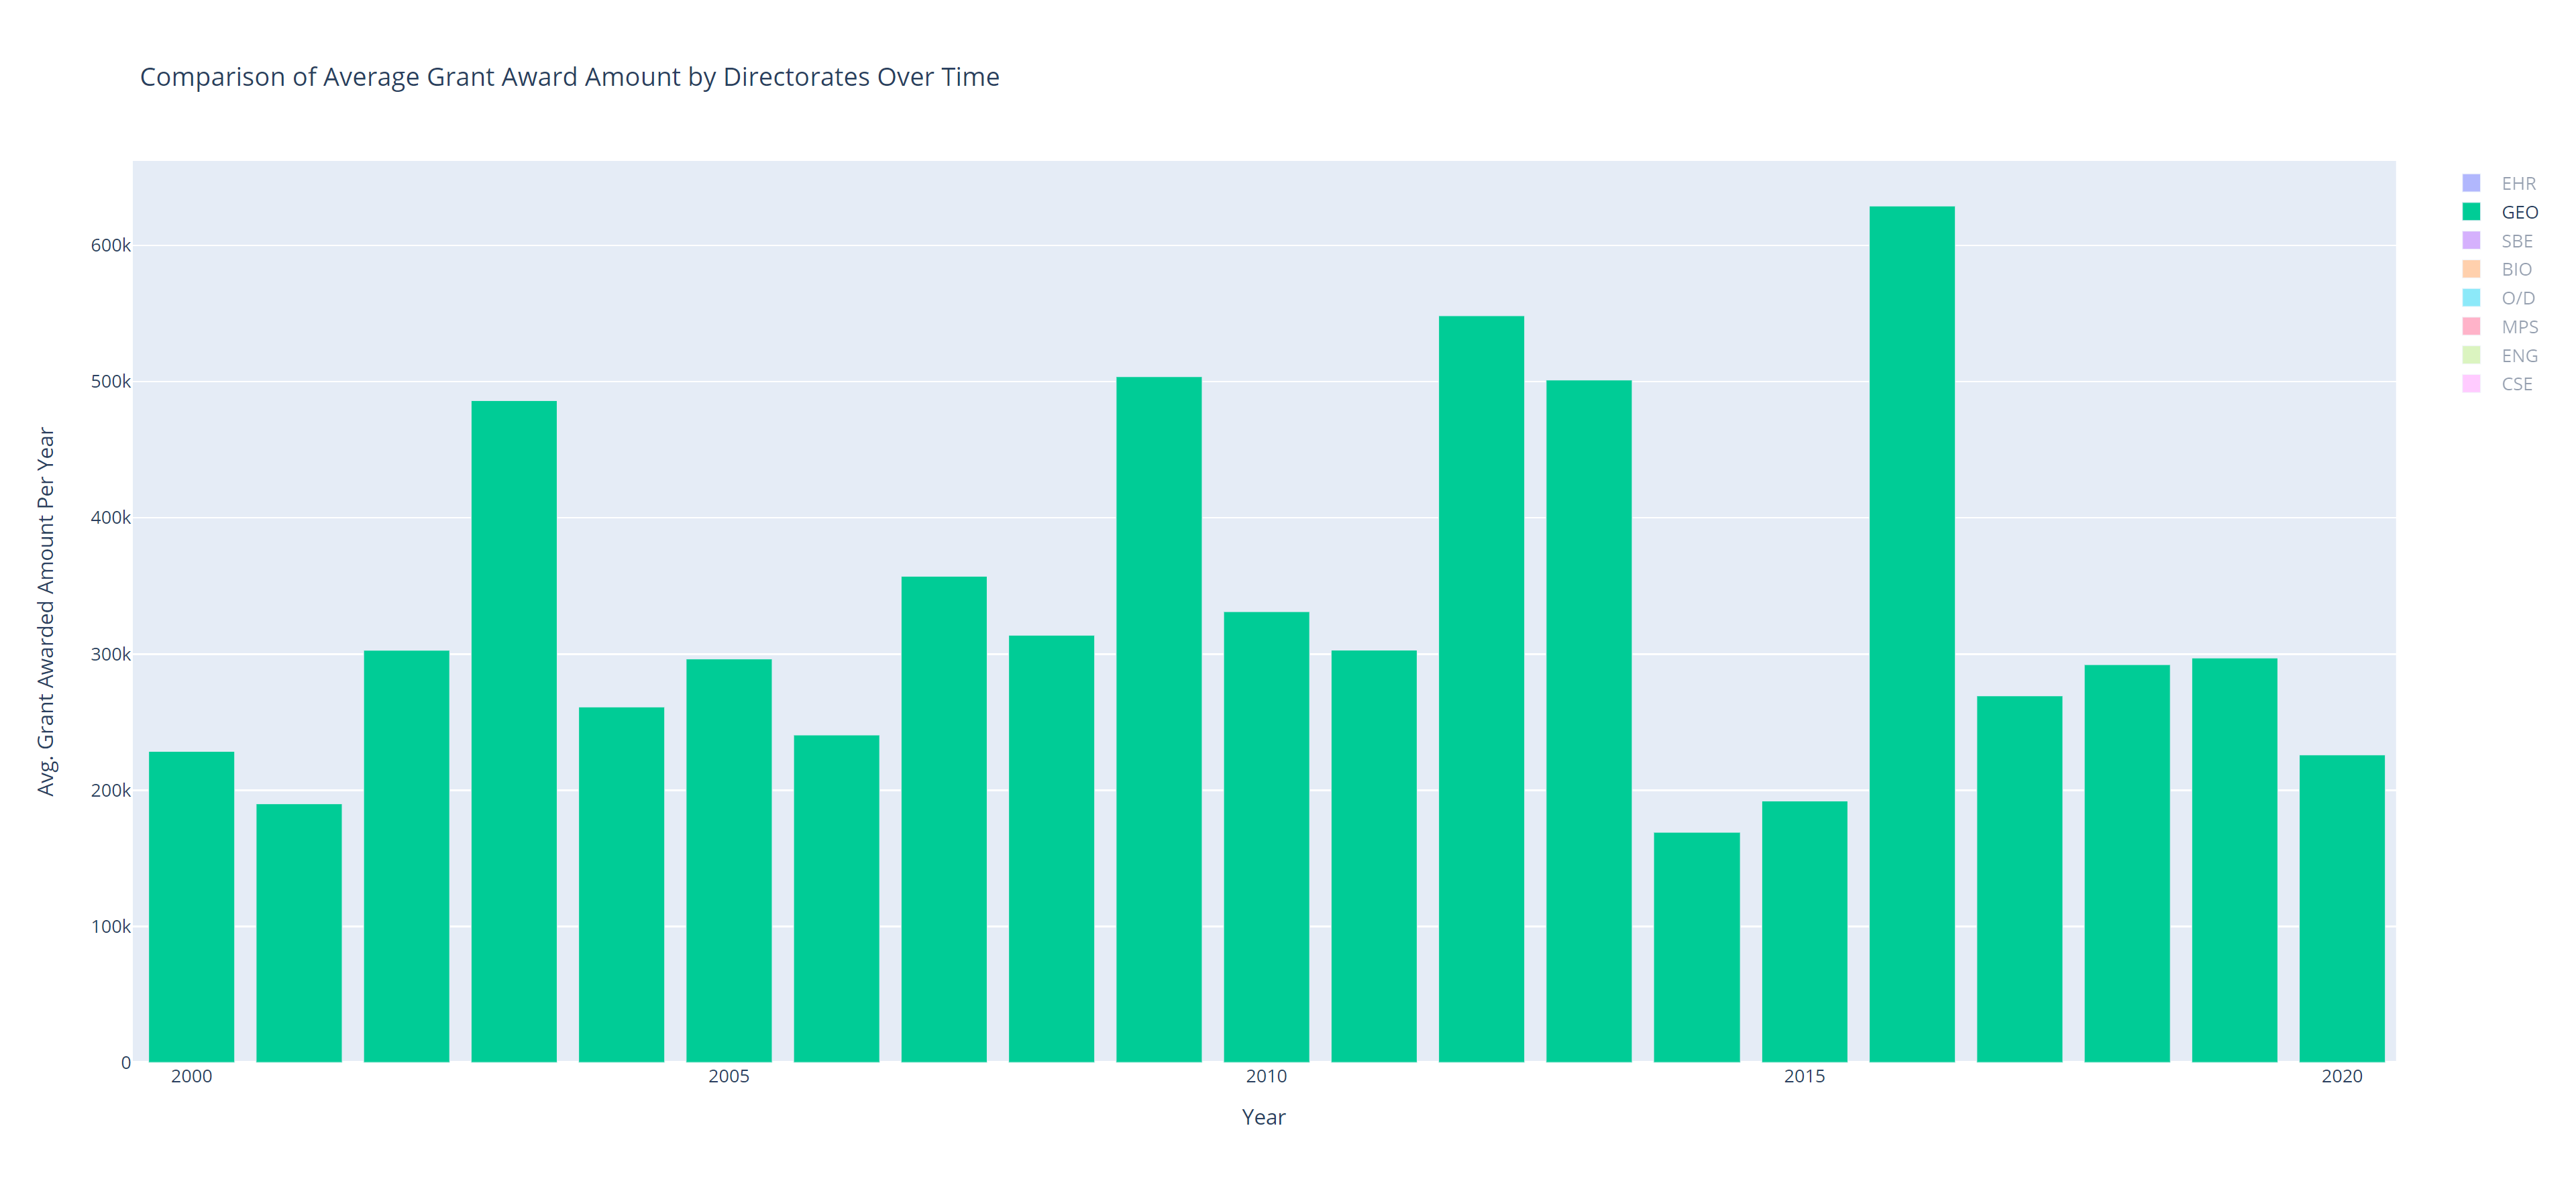 Comparison of Average Grant Award Amount by Directorates Over Time
Avg. Grant Awarded Amount Per Year
600k
500k
400k
300k
200k
100k
0
2000
2005
2010
2015
2020
Year
EHR
GEO
SBE
BIO
O/D
MPS
ENG
CSE